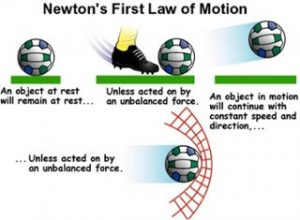 Newton's First Law of Motion
An object at rest
will remain at rest...
Unless acted on by
an unbalanced force.
An object in motion
will continue with
constant speed and
direction,...
... Unless acted on by
an unbalanced force.